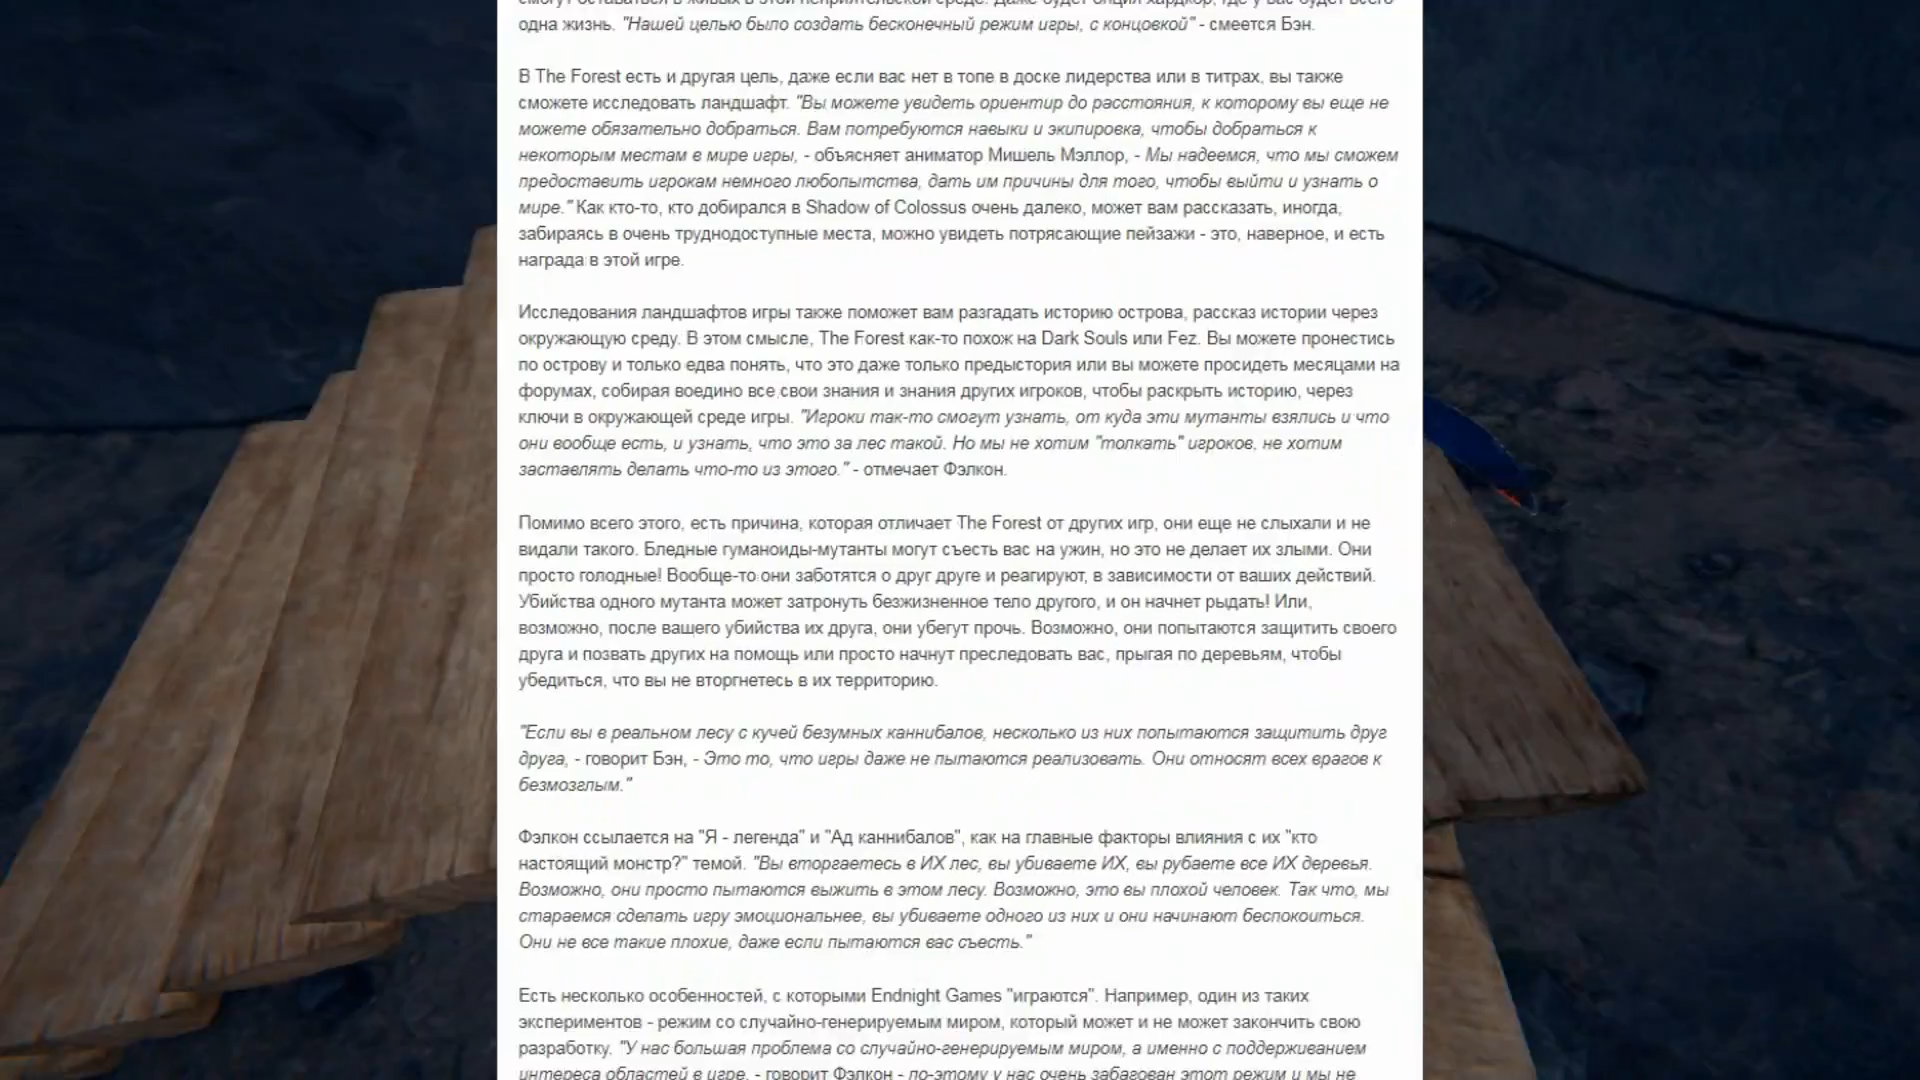 одна жизнь. "Нашей целью было создать бесконечный режим игры, с концовкой" - смеется Бэн.
В The Forest есть и другая цель, даже если вас нет в топе в доске лидерства или в титрах, вы также
сможете исследовать ландшафт. "Вы можете увидеть ориентир до расстояния, к которому вы еще не
можете обязательно добраться. Вам потребуются навыки и экипировка, чтобы добраться к
некоторым местам в мире игры, - объясняет аниматор Мишель Мэллор, - Мы надеемся, что мы сможем
предоставить игрокам немного любопытства, дать им причины для того, чтобы выйти и узнать о
мире." Как кто-то, кто добирался в Shadow of Colossus очень далеко, может вам рассказать, иногда,
забираясь в очень труднодоступные места, можно увидеть потрясающие пейзажи - это, наверное, и есть
награда в этой игре.
Исследования ландшафтов игры также поможет вам разгадать историю острова, рассказ истории через
окружающую среду. В этом смысле, The Forest как-то похож на Dark Souls или Fez. Вы можете пронестись
по острову и только едва понять, что это даже только предыстория или вы можете просидеть месяцами на
форумах, собирая воедино все свои знания и знания других игроков, чтобы раскрыть историю, через
ключи в окружающей среде игры. "Игроки так-то смогут узнать, от куда эти мутанты взялись и что
они вообще есть, и узнать, что это за лес такой. Но мы не хотим "толкать" игроков, не хотим
заставлять делать что-то из этого." - отмечает Фэлкон.
Помимо всего этого, есть причина, которая отличает The Forest от других игр, они еще не слыхали и не
видали такого. Бледные гуманоиды-мутанты могут съесть вас на ужин, но это не делает их злыми. Они
просто голодные! Вообще-то они заботятся о друг друге и реагируют, в зависимости от ваших действий.
Убийства одного мутанта может затронуть безжизненное тело другого, и он начнет рыдать! Или,
возможно, после вашего убийства их друга, они убегут прочь. Возможно, они попытаются защитить своего
друга и позвать других на помощь или просто начнут преследовать вас, прыгая по деревьям, чтобы
убедиться, что вы не вторгнетесь в их территорию.
"Если вы в реальном лесу с кучей безумных каннибалов, несколько из них попытаются защитить друг
друга, - говорит Бэн, - Это то, что игры даже не пытаются реализовать. Они относят всех врагов к
безмозглым."
Фэлкон ссылается на "Я - легенда" и "Ад каннибалов", как на главные факторы влияния с их "кто
настоящий монстр?" темой. "Вы вторгаетесь в ИХ лес, вы убиваете ИХ, вы рубаете все ИХ деревья.
Возможно, они просто пытаются выжить в этом лесу. Возможно, это вы плохой человек. Так что, мы
стараемся сделать игру эмоциональнее, вы убиваете одного из них и они начинают беспокоиться.
Они не все такие плохие, даже если пытаются вас съесть."
Есть несколько особенностей, с которыми Endnight Games "играются". Например, один из таких
экспериментов - режим со случайно-генерируемым миром, который может и не может закончить свою
разработку. "У нас большая проблема со случайно-генерируемым миром, а именно с поддерживанием
интереса областей в игре, - говорит Фэлкон - по-этому у нас очень забагован этот режим и мы не